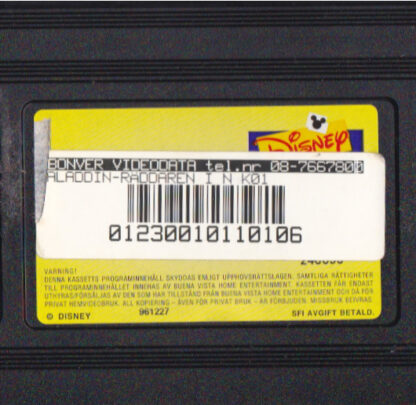 DISNEY
BONVER VIDEODATA tel.nr 08-7667800
ALADDIN-RÄDDAREN I N K01
01230010110106
VARNING!
DENNA KASSETTS PROGRAMINNEHÅLL SKYDDAS ENLIGT UPPHOVSRÄTTSLAGEN. SAMTLIGA RÄTTIGHETER
TILL PROGRAMINNEHÅLLET INNEHAS AV BUENA VISTA HOME ENTERTAINMENT. KASSETTEN FÅR ENDAST
UTHYRAS/FÖRSÄLJAS AV DEN SOM HAR TILLSTÅND FRÅN BUENA VISTA HOME ENTERTAINMENT OCH DÅ FÖR
PRIVAT HEMVIDEOBRUK. ALL KOPIERING – ÄVEN FÖR PRIVAT BRUK – ÄR FÖRBJUDEN. MISSBRUK BEIVRAS.
© DISNEY 961227 SFI AVGIFT BETALD.